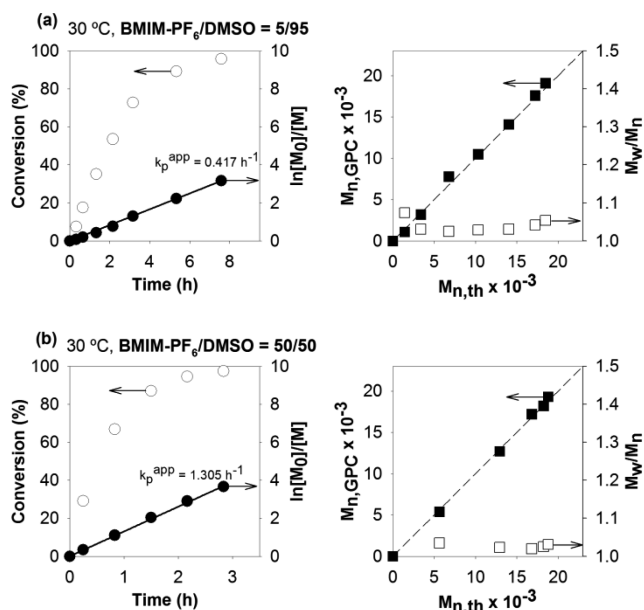 (a)
30 ºC, BMIM-PF₆/DMSO = 5/95
100
80
60
40
20
0
Conversion (%)
10
8
6
4
2
0
ln[M₀]/[M]
kₚᵃᵖᵖ = 0.417 h⁻¹
0 2 4 6 8
Time (h)
20
15
10
5
0
Mₙ,GPC x 10⁻³
1.5
1.4
1.3
1.2
1.1
1.0
M_w/Mₙ
0 5 10 15 20
Mₙ,th x 10⁻³
(b)
30 ºC, BMIM-PF₆/DMSO = 50/50
100
80
60
40
20
0
Conversion (%)
10
8
6
4
2
0
ln[M₀]/[M]
kₚᵃᵖᵖ = 1.305 h⁻¹
0 1 2 3
Time (h)
20
15
10
5
0
Mₙ,GPC x 10⁻³
1.5
1.4
1.3
1.2
1.1
1.0
M_w/Mₙ
0 5 10 15 20
Mₙ,th x 10⁻³